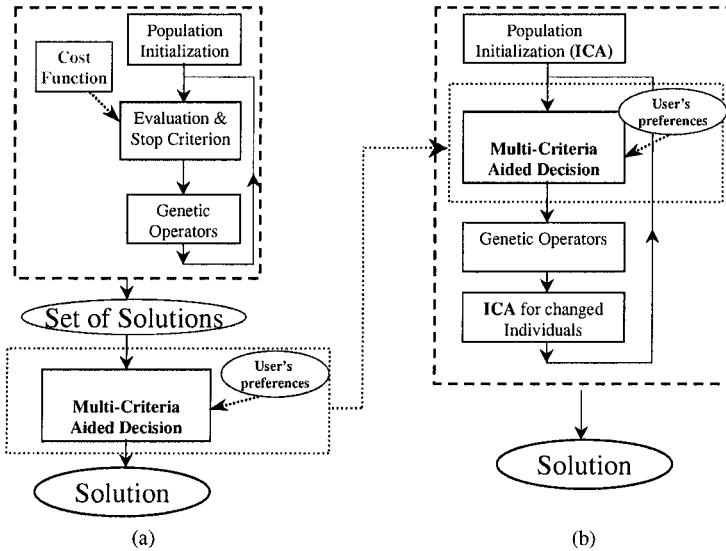 Population
Initialization
Cost
Function
Evaluation &
Stop Criterion
Genetic
Operators
Set of Solutions
User's
preferences
Multi-Criteria
Aided Decision
Solution
(a)
Population
Initialization (ICA)
User's
preferences
Multi-Criteria
Aided Decision
Genetic Operators
ICA for changed
Individuals
Solution
(b)